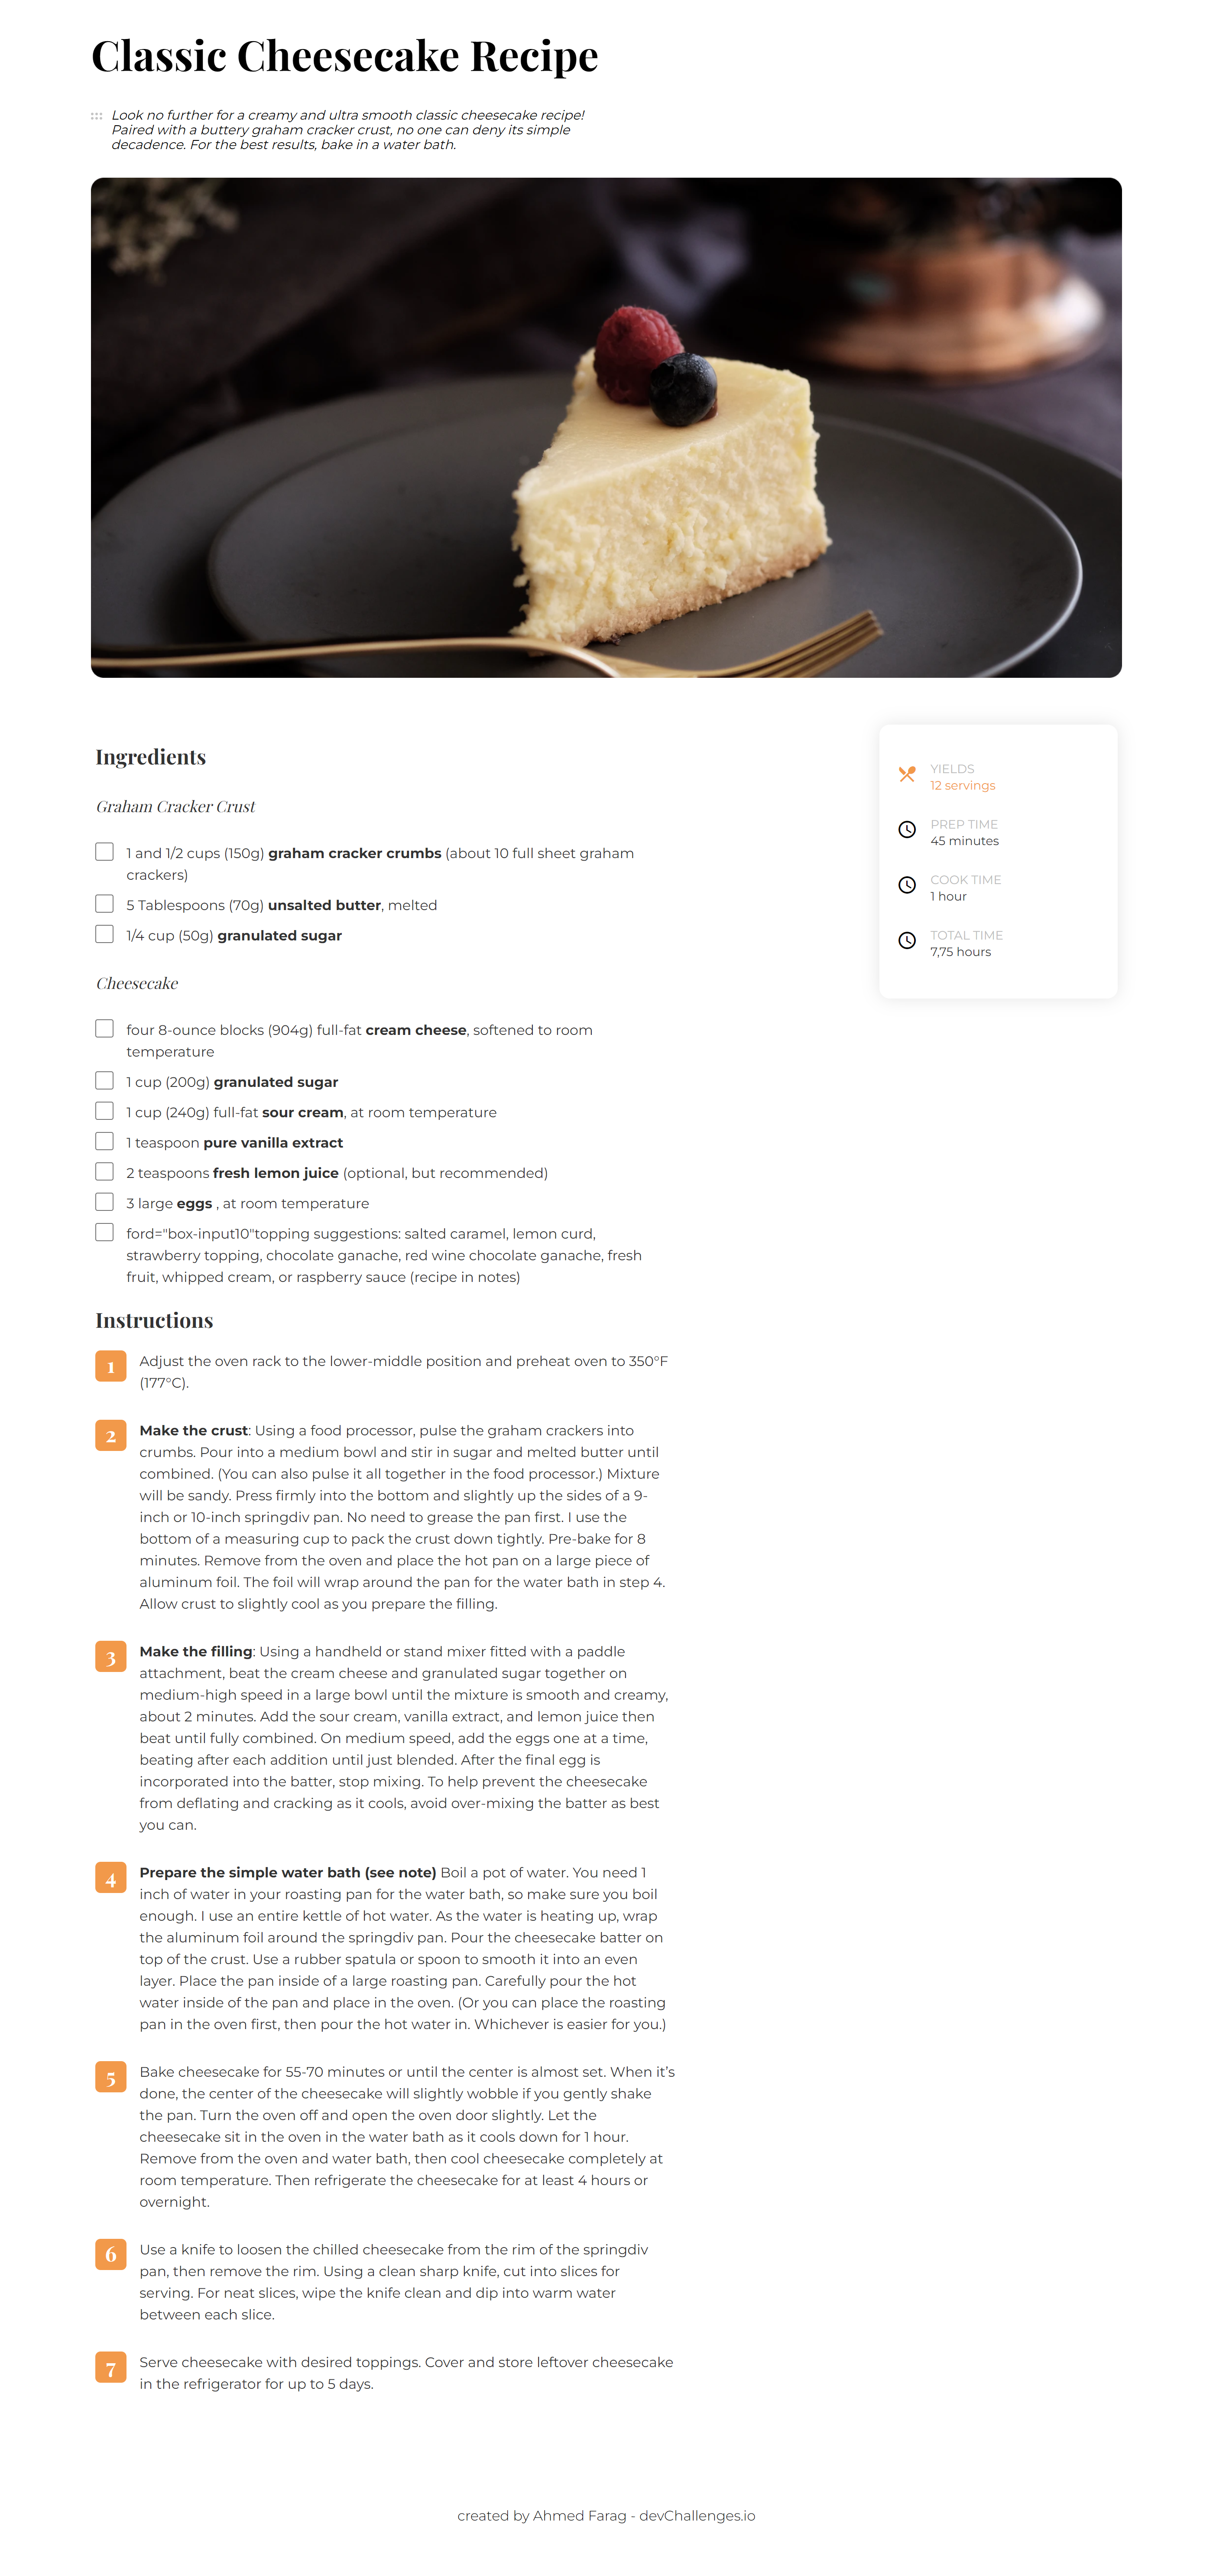 Classic Cheesecake Recipe
Look no further for a creamy and ultra smooth classic cheesecake recipe!
Paired with a buttery graham cracker crust, no one can deny its simple
decadence. For the best results, bake in a water bath.
Ingredients
Graham Cracker Crust
1 and 1/2 cups (150g) graham cracker crumbs (about 10 full sheet graham
crackers)
5 Tablespoons (70g) unsalted butter, melted
1/4 cup (50g) granulated sugar
Cheesecake
four 8-ounce blocks (904g) full-fat cream cheese, softened to room
temperature
1 cup (200g) granulated sugar
1 cup (240g) full-fat sour cream, at room temperature
1 teaspoon pure vanilla extract
2 teaspoons fresh lemon juice (optional, but recommended)
3 large eggs , at room temperature
ford="box-input10"topping suggestions: salted caramel, lemon curd,
strawberry topping, chocolate ganache, red wine chocolate ganache, fresh
fruit, whipped cream, or raspberry sauce (recipe in notes)
YIELDS
12 servings
PREP TIME
45 minutes
COOK TIME
1 hour
TOTAL TIME
7,75 hours
Instructions
1
Adjust the oven rack to the lower-middle position and preheat oven to 350°F
(177°C).
2
Make the crust: Using a food processor, pulse the graham crackers into
crumbs. Pour into a medium bowl and stir in sugar and melted butter until
combined. (You can also pulse it all together in the food processor.) Mixture
will be sandy. Press firmly into the bottom and slightly up the sides of a 9-
inch or 10-inch springdiv pan. No need to grease the pan first. I use the
bottom of a measuring cup to pack the crust down tightly. Pre-bake for 8
minutes. Remove from the oven and place the hot pan on a large piece of
aluminum foil. The foil will wrap around the pan for the water bath in step 4.
Allow crust to slightly cool as you prepare the filling.
3
Make the filling: Using a handheld or stand mixer fitted with a paddle
attachment, beat the cream cheese and granulated sugar together on
medium-high speed in a large bowl until the mixture is smooth and creamy,
about 2 minutes. Add the sour cream, vanilla extract, and lemon juice then
beat until fully combined. On medium speed, add the eggs one at a time,
beating after each addition until just blended. After the final egg is
incorporated into the batter, stop mixing. To help prevent the cheesecake
from deflating and cracking as it cools, avoid over-mixing the batter as best
you can.
4
Prepare the simple water bath (see note) Boil a pot of water. You need 1
inch of water in your roasting pan for the water bath, so make sure you boil
enough. I use an entire kettle of hot water. As the water is heating up, wrap
the aluminum foil around the springdiv pan. Pour the cheesecake batter on
top of the crust. Use a rubber spatula or spoon to smooth it into an even
layer. Place the pan inside of a large roasting pan. Carefully pour the hot
water inside of the pan and place in the oven. (Or you can place the roasting
pan in the oven first, then pour the hot water in. Whichever is easier for you.)
5
Bake cheesecake for 55-70 minutes or until the center is almost set. When it’s
done, the center of the cheesecake will slightly wobble if you gently shake
the pan. Turn the oven off and open the oven door slightly. Let the
cheesecake sit in the oven in the water bath as it cools down for 1 hour.
Remove from the oven and water bath, then cool cheesecake completely at
room temperature. Then refrigerate the cheesecake for at least 4 hours or
overnight.
6
Use a knife to loosen the chilled cheesecake from the rim of the springdiv
pan, then remove the rim. Using a clean sharp knife, cut into slices for
serving. For neat slices, wipe the knife clean and dip into warm water
between each slice.
7
Serve cheesecake with desired toppings. Cover and store leftover cheesecake
in the refrigerator for up to 5 days.
created by Ahmed Farag - devChallenges.io